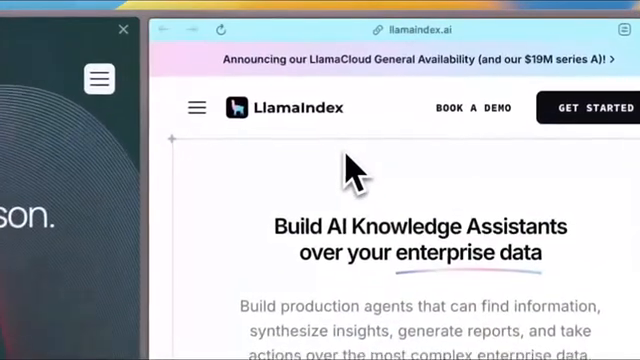 son.
llamaindex.ai
Announcing our LlamaCloud General Availability (and our $19M series A)! >
LlamaIndex
BOOK A DEMO
GET STARTED
Build AI Knowledge Assistants
over your enterprise data
Build production agents that can find information,
synthesize insights, generate reports, and take
actions over the most complex enterprise data.